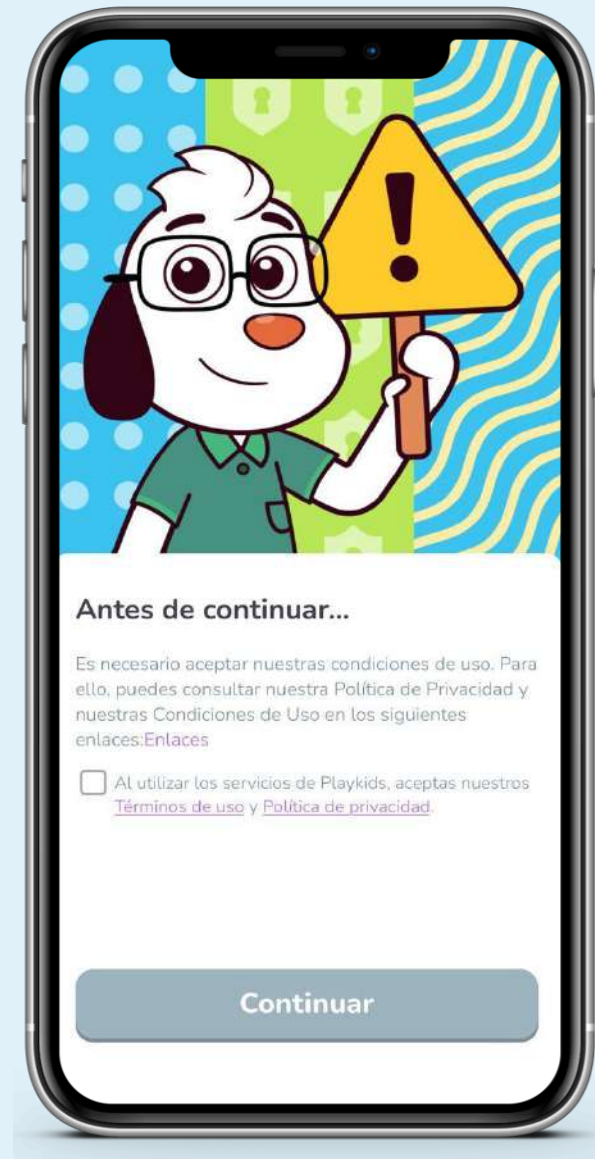 !
Antes de continuar...
Es necesario aceptar nuestras condiciones de uso. Para
ello, puedes consultar nuestra Política de Privacidad y
nuestras Condiciones de Uso en los siguientes
enlaces:Enlaces
Al utilizar los servicios de Playkids, aceptas nuestros
Términos de uso y Política de privacidad.
Continuar